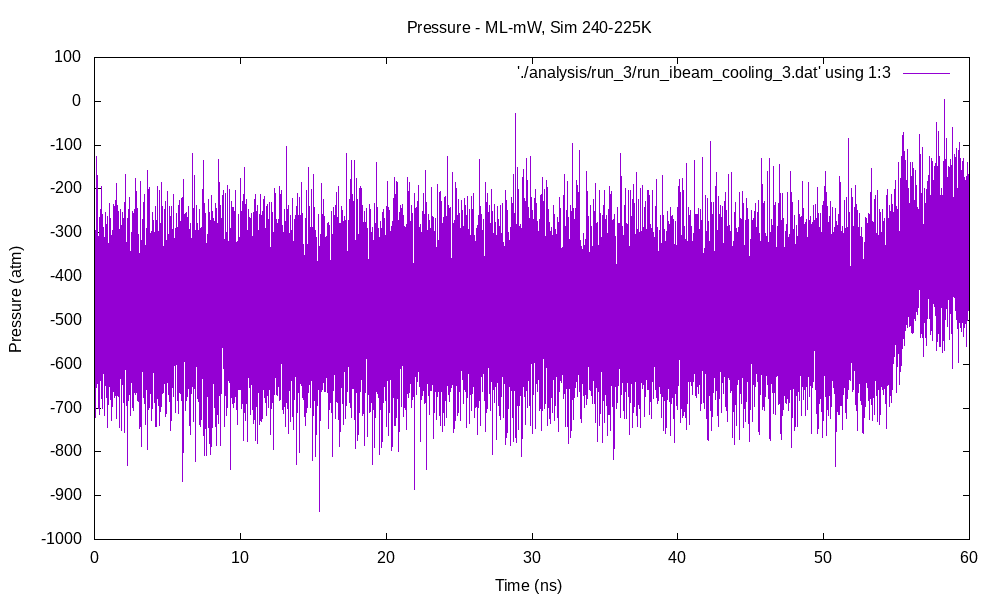 Pressure - ML-mW, Sim 240-225K
'./analysis/run_3/run_ibeam_cooling_3.dat' using 1:3
100
0
-100
-200
-300
-400
-500
-600
-700
-800
-900
-1000
Pressure (atm)
0 10 20 30 40 50 60
Time (ns)